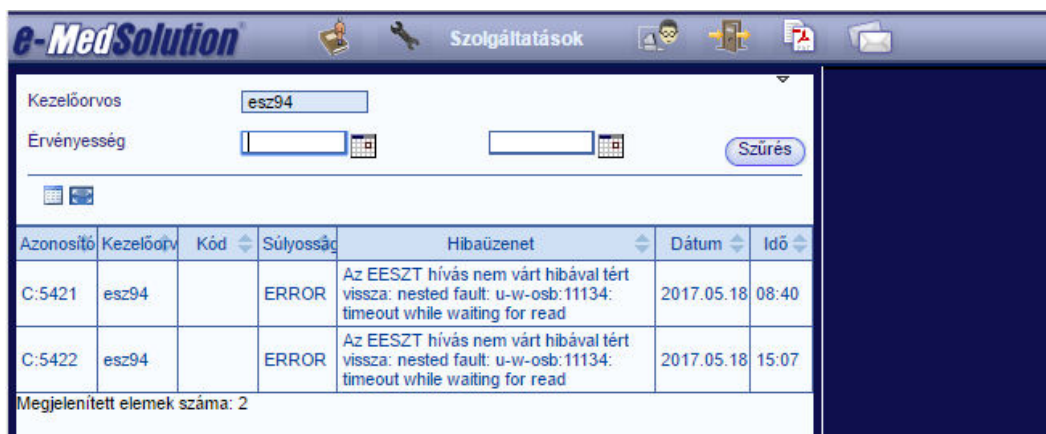 e-MedSolution Szolgáltatások
Kezelőorvos esz94
Érvényesség
Szűrés
Azonosító Kezelőorv Kód Súlyosság Hibaüzenet Dátum Idő
Az EESZT hívás nem várt hibával tért
C:5421 esz94 ERROR vissza: nested fault: u-w-osb:11134: 2017.05.18 08:40
timeout while waiting for read
Az EESZT hívás nem várt hibával tért
C:5422 esz94 ERROR vissza: nested fault: u-w-osb:11134: 2017.05.18 15:07
timeout while waiting for read
Megjelenített elemek száma: 2